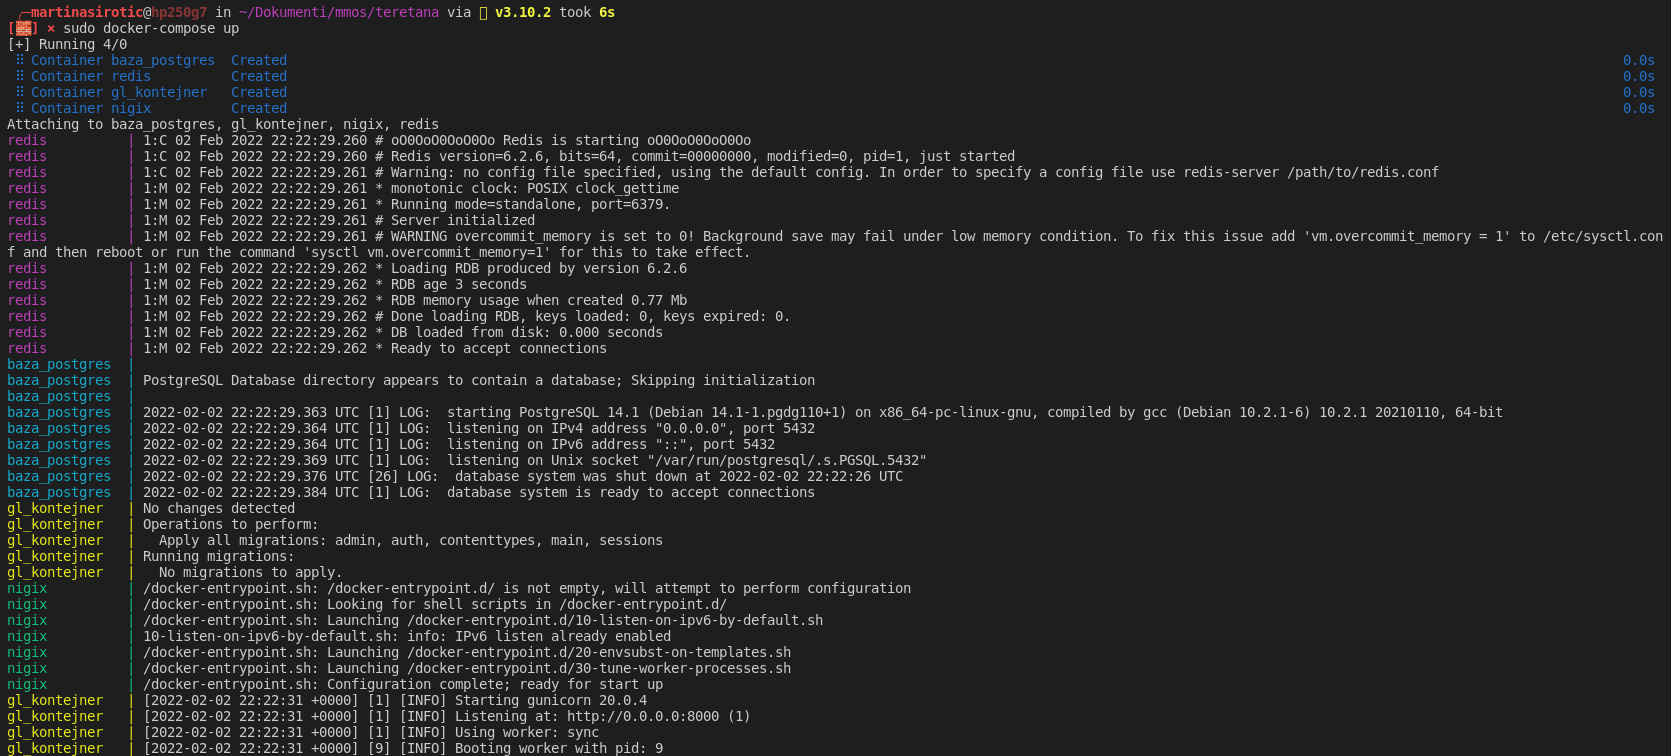 ╭─martinasirotic@hp250g7 in ~/Dokumenti/mmos/teretana via v3.10.2 took 6s
[🧱] × sudo docker-compose up
[+] Running 4/0
⠿ Container baza_postgres  Created 0.0s
⠿ Container redis          Created 0.0s
⠿ Container gl_kontejner   Created 0.0s
⠿ Container nigix          Created 0.0s
Attaching to baza_postgres, gl_kontejner, nigix, redis
redis          | 1:C 02 Feb 2022 22:22:29.260 # oO0OoO0OoO0Oo Redis is starting oO0OoO0OoO0Oo
redis          | 1:C 02 Feb 2022 22:22:29.260 # Redis version=6.2.6, bits=64, commit=00000000, modified=0, pid=1, just started
redis          | 1:C 02 Feb 2022 22:22:29.261 # Warning: no config file specified, using the default config. In order to specify a config file use redis-server /path/to/redis.conf
redis          | 1:M 02 Feb 2022 22:22:29.261 * monotonic clock: POSIX clock_gettime
redis          | 1:M 02 Feb 2022 22:22:29.261 * Running mode=standalone, port=6379.
redis          | 1:M 02 Feb 2022 22:22:29.261 # Server initialized
redis          | 1:M 02 Feb 2022 22:22:29.261 # WARNING overcommit_memory is set to 0! Background save may fail under low memory condition. To fix this issue add 'vm.overcommit_memory = 1' to /etc/sysctl.con
f and then reboot or run the command 'sysctl vm.overcommit_memory=1' for this to take effect.
redis          | 1:M 02 Feb 2022 22:22:29.262 * Loading RDB produced by version 6.2.6
redis          | 1:M 02 Feb 2022 22:22:29.262 * RDB age 3 seconds
redis          | 1:M 02 Feb 2022 22:22:29.262 * RDB memory usage when created 0.77 Mb
redis          | 1:M 02 Feb 2022 22:22:29.262 # Done loading RDB, keys loaded: 0, keys expired: 0.
redis          | 1:M 02 Feb 2022 22:22:29.262 * DB loaded from disk: 0.000 seconds
redis          | 1:M 02 Feb 2022 22:22:29.262 * Ready to accept connections
baza_postgres  |
baza_postgres  | PostgreSQL Database directory appears to contain a database; Skipping initialization
baza_postgres  |
baza_postgres  | 2022-02-02 22:22:29.363 UTC [1] LOG:  starting PostgreSQL 14.1 (Debian 14.1-1.pgdg110+1) on x86_64-pc-linux-gnu, compiled by gcc (Debian 10.2.1-6) 10.2.1 20210110, 64-bit
baza_postgres  | 2022-02-02 22:22:29.364 UTC [1] LOG:  listening on IPv4 address "0.0.0.0", port 5432
baza_postgres  | 2022-02-02 22:22:29.364 UTC [1] LOG:  listening on IPv6 address "::", port 5432
baza_postgres  | 2022-02-02 22:22:29.369 UTC [1] LOG:  listening on Unix socket "/var/run/postgresql/.s.PGSQL.5432"
baza_postgres  | 2022-02-02 22:22:29.376 UTC [26] LOG:  database system was shut down at 2022-02-02 22:22:26 UTC
baza_postgres  | 2022-02-02 22:22:29.384 UTC [1] LOG:  database system is ready to accept connections
gl_kontejner   | No changes detected
gl_kontejner   | Operations to perform:
gl_kontejner   |   Apply all migrations: admin, auth, contenttypes, main, sessions
gl_kontejner   | Running migrations:
gl_kontejner   |   No migrations to apply.
nigix          | /docker-entrypoint.sh: /docker-entrypoint.d/ is not empty, will attempt to perform configuration
nigix          | /docker-entrypoint.sh: Looking for shell scripts in /docker-entrypoint.d/
nigix          | /docker-entrypoint.sh: Launching /docker-entrypoint.d/10-listen-on-ipv6-by-default.sh
nigix          | 10-listen-on-ipv6-by-default.sh: info: IPv6 listen already enabled
nigix          | /docker-entrypoint.sh: Launching /docker-entrypoint.d/20-envsubst-on-templates.sh
nigix          | /docker-entrypoint.sh: Launching /docker-entrypoint.d/30-tune-worker-processes.sh
nigix          | /docker-entrypoint.sh: Configuration complete; ready for start up
gl_kontejner   | [2022-02-02 22:22:31 +0000] [1] [INFO] Starting gunicorn 20.0.4
gl_kontejner   | [2022-02-02 22:22:31 +0000] [1] [INFO] Listening at: http://0.0.0.0:8000 (1)
gl_kontejner   | [2022-02-02 22:22:31 +0000] [1] [INFO] Using worker: sync
gl_kontejner   | [2022-02-02 22:22:31 +0000] [9] [INFO] Booting worker with pid: 9